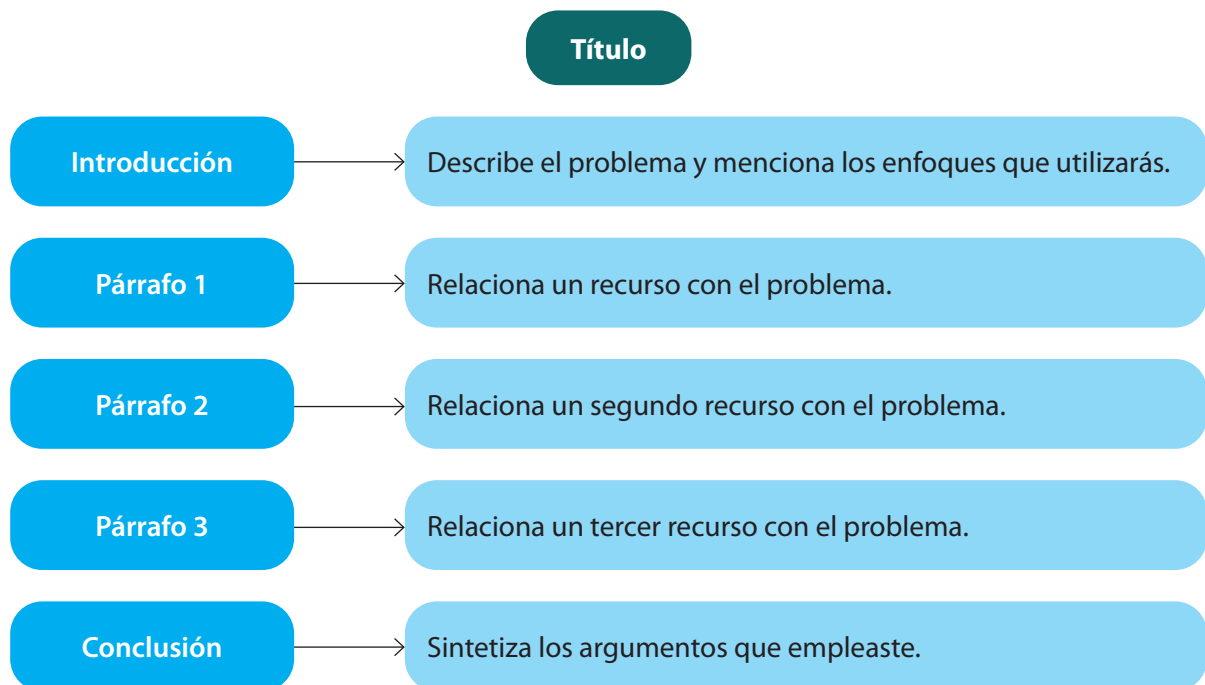 Título
Introducción
Describe el problema y menciona los enfoques que utilizarás.
Párrafo 1
Relaciona un recurso con el problema.
Párrafo 2
Relaciona un segundo recurso con el problema.
Párrafo 3
Relaciona un tercer recurso con el problema.
Conclusión
Sintetiza los argumentos que empleaste.